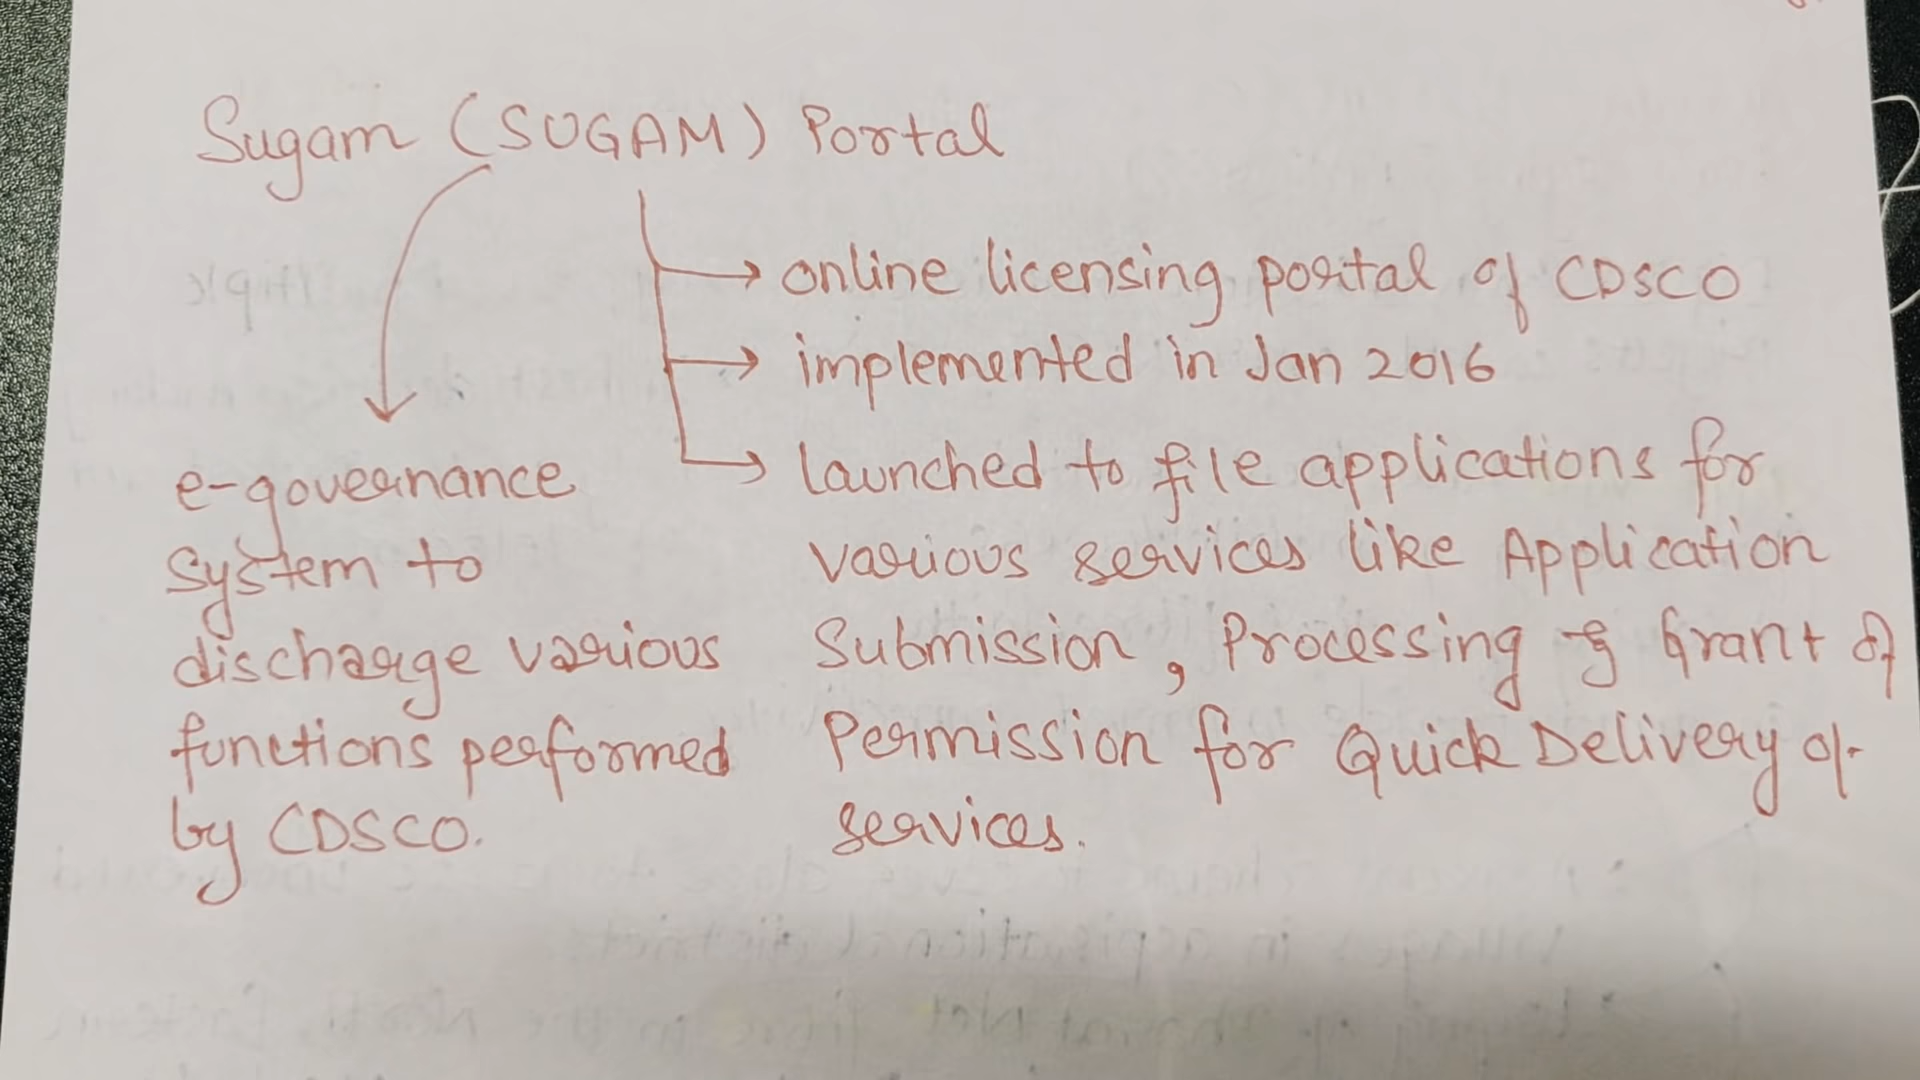 Sugam (SUGAM) Portal
→ online licensing portal of CDSCO
→ implemented in Jan 2016
→ launched to file applications for
various services like Application
Submission, Processing & Grant of
Permission for Quick Delivery of
services.
e-governance
System to
discharge various
functions performed
by CDSCO.